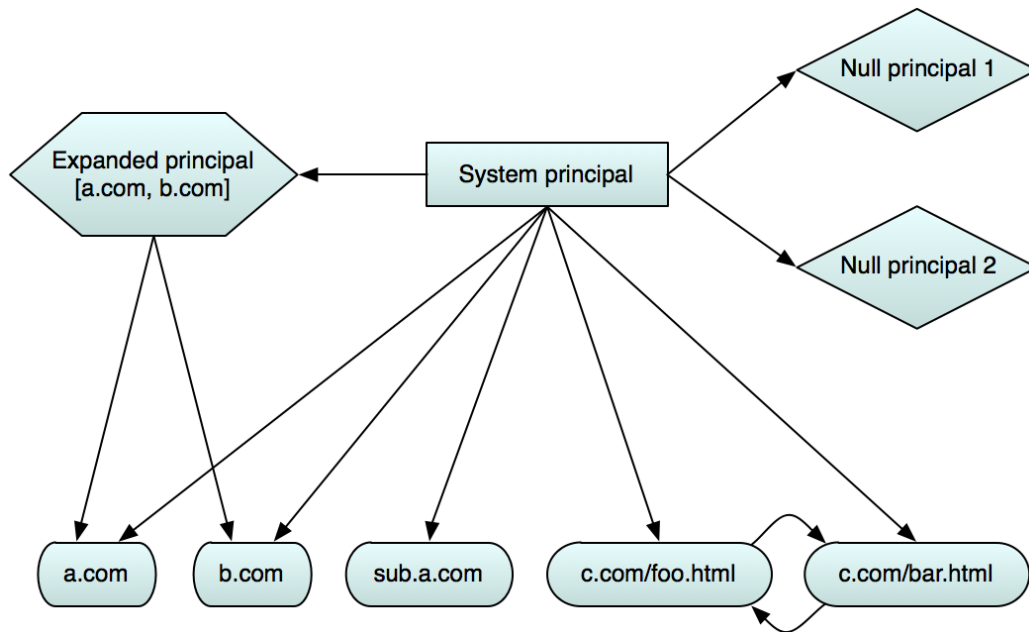 Null principal 1
Expanded principal
[a.com, b.com]
System principal
Null principal 2
a.com
b.com
sub.a.com
c.com/foo.html
c.com/bar.html